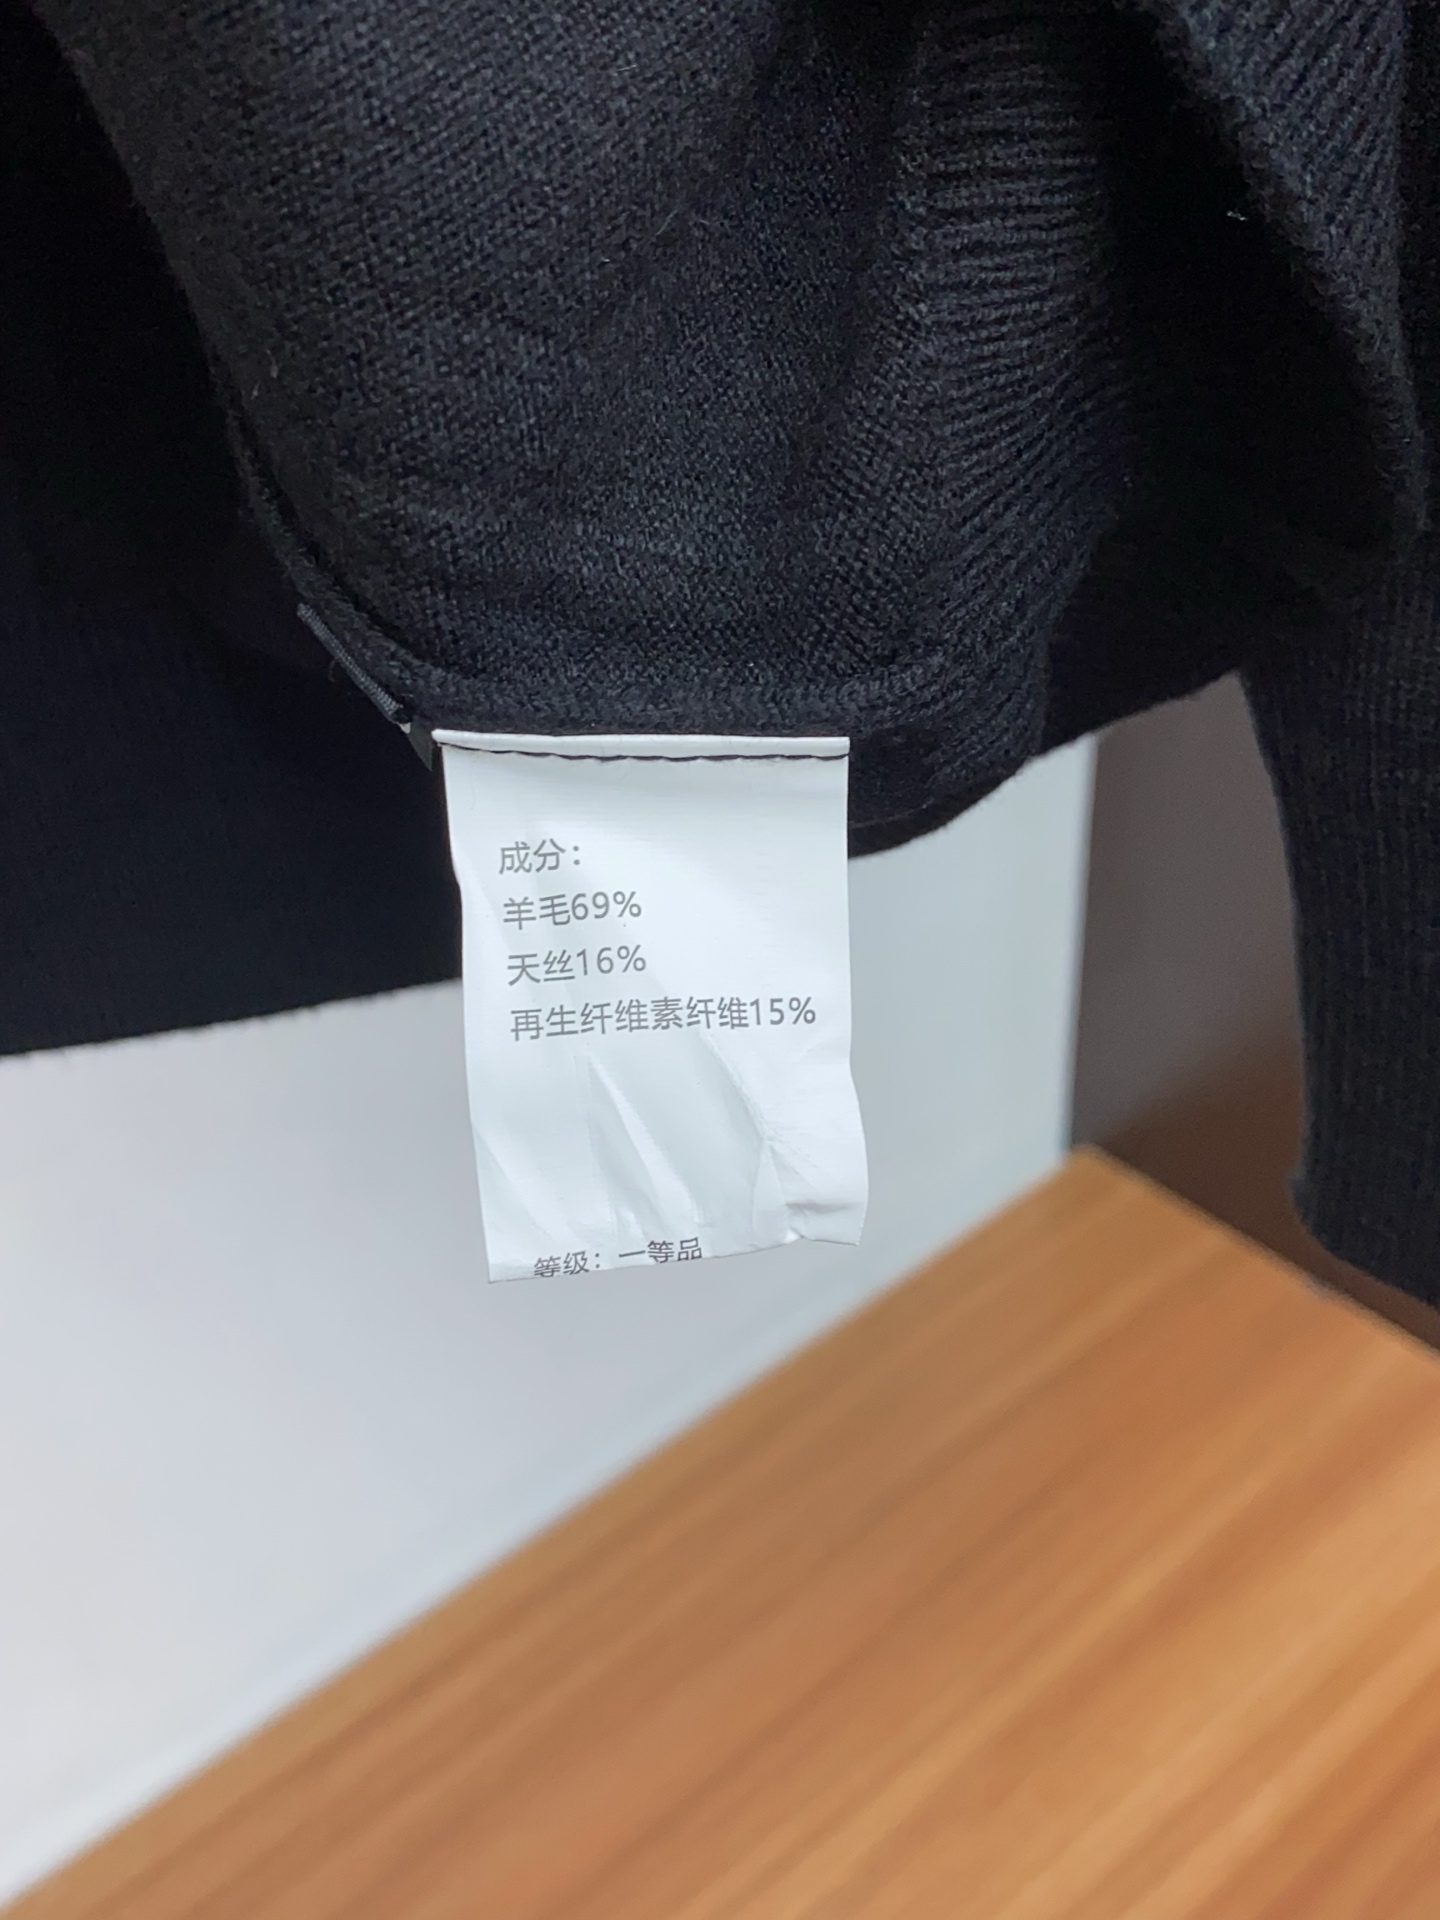 成分：
羊毛69%
天丝16%
再生纤维素纤维15%
等级：一等品